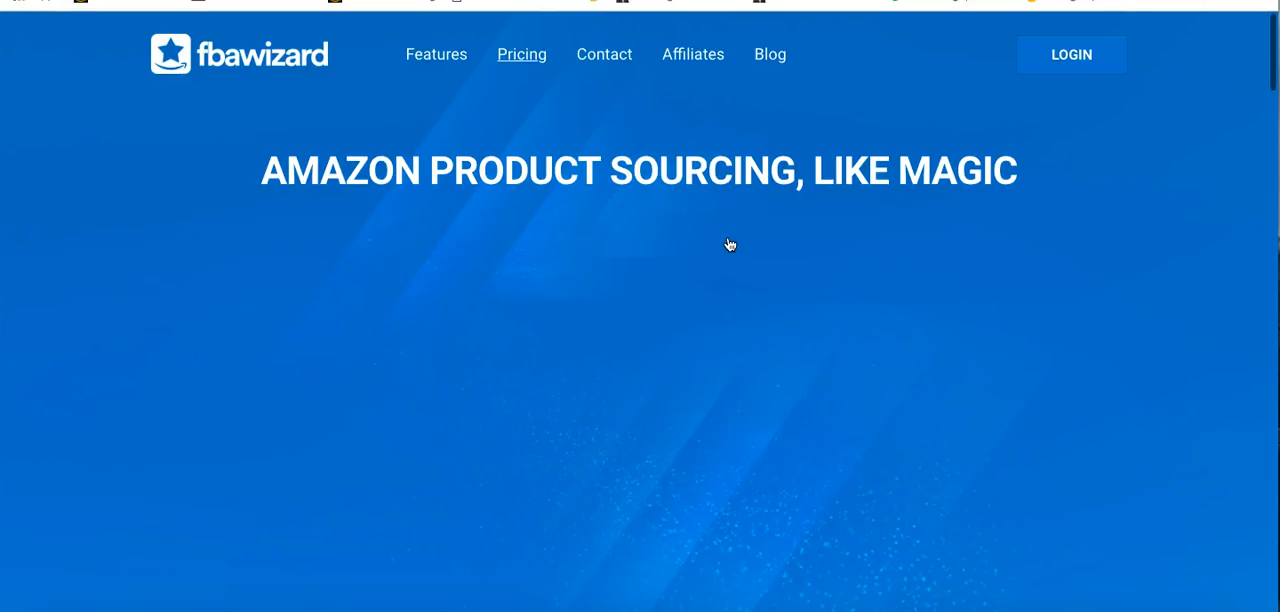 fbawizard
Features Pricing Contact Affiliates Blog
LOGIN
AMAZON PRODUCT SOURCING, LIKE MAGIC